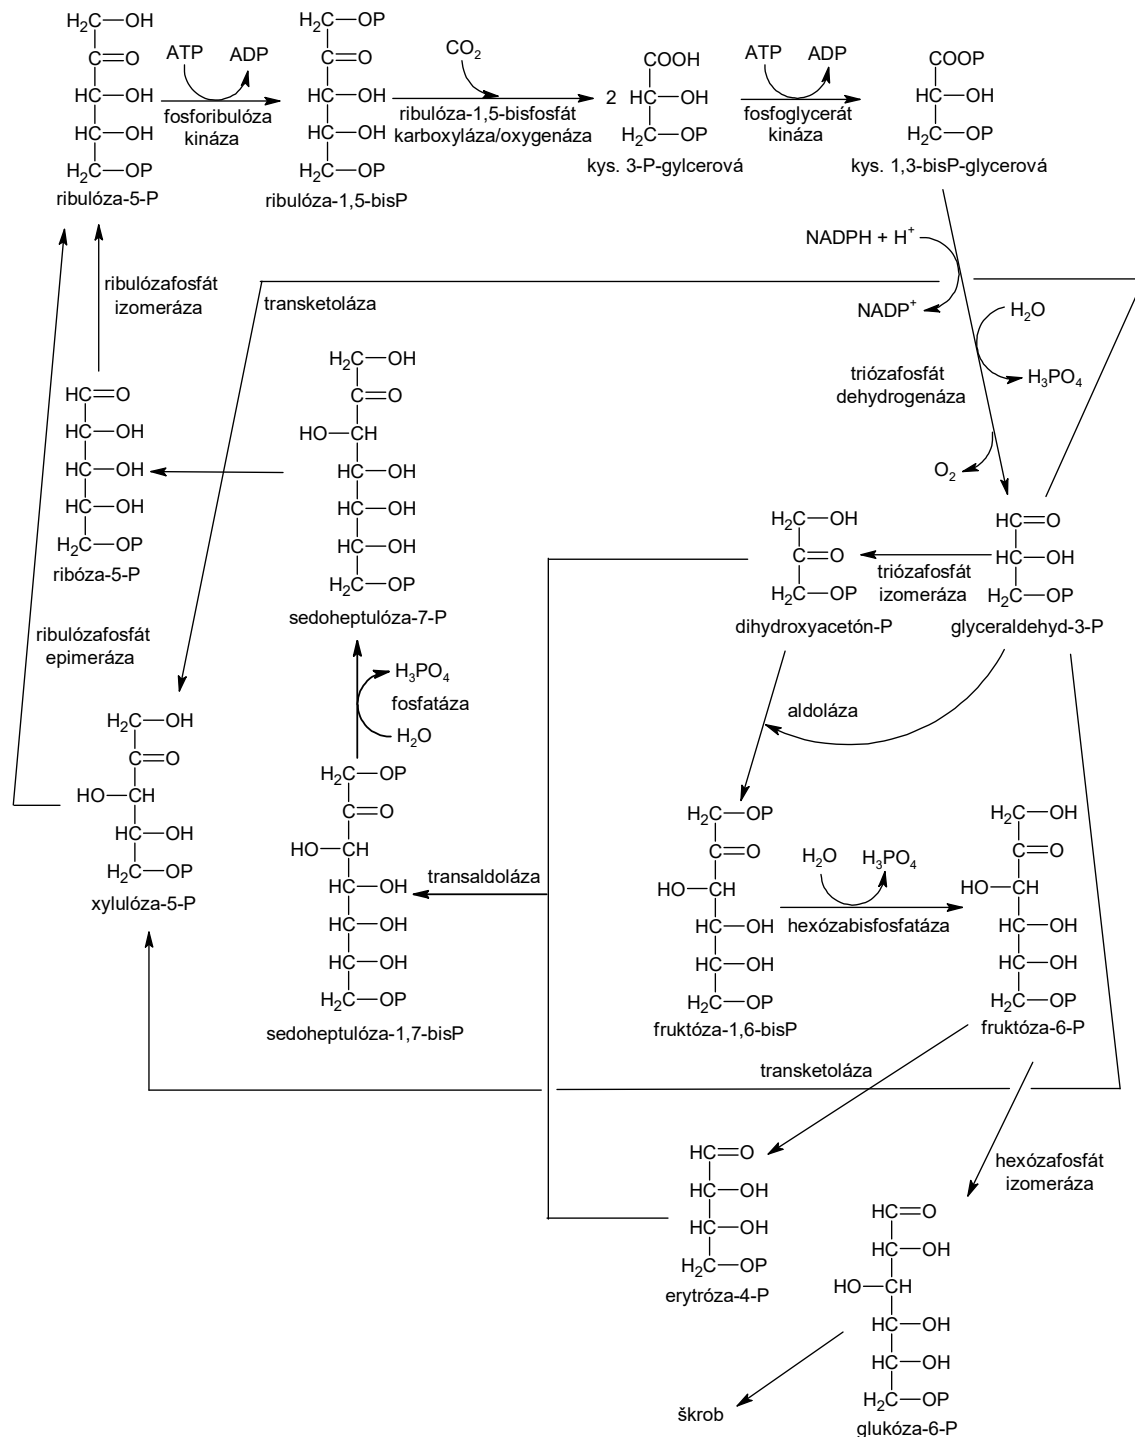 H2C—OH
C=O
HC—OH
HC—OH
H2C—OP
ribulóza-5-P
ATP
ADP
fosforibulóza
kináza
H2C—OP
C=O
HC—OH
HC—OH
H2C—OP
ribulóza-1,5-bisP
CO2
ribulóza-1,5-bisfosfát
karboxyláza/oxygenáza
2
COOH
HC—OH
H2C—OP
kys. 3-P-gylcerová
ATP
ADP
fosfoglycerát
kináza
COOP
HC—OH
H2C—OP
kys. 1,3-bisP-glycerová
NADPH + H+
NADP+
H2O
H3PO4
triózafosfát
dehydrogenáza
O2
ribulózafosfát
izomeráza
transketoláza
HC=O
HC—OH
HC—OH
HC—OH
H2C—OP
ribóza-5-P
H2C—OH
C=O
HO—CH
HC—OH
HC—OH
HC—OH
H2C—OP
sedoheptulóza-7-P
H2C—OH
C=O
H2C—OP
dihydroxyacetón-P
triózafosfát
izomeráza
HC=O
HC—OH
H2C—OP
glyceraldehyd-3-P
ribulózafosfát
epimeráza
H3PO4
fosfatáza
H2O
aldoláza
H2C—OH
C=O
HO—CH
HC—OH
H2C—OP
xylulóza-5-P
H2C—OP
C=O
HO—CH
HC—OH
HC—OH
HC—OH
H2C—OP
sedoheptulóza-1,7-bisP
transaldoláza
H2C—OP
C=O
HO—CH
HC—OH
HC—OH
H2C—OP
fruktóza-1,6-bisP
H2O
H3PO4
hexózabisfosfatáza
H2C—OH
C=O
HO—CH
HC—OH
HC—OH
H2C—OP
fruktóza-6-P
transketoláza
HC=O
HC—OH
HC—OH
H2C—OP
erytróza-4-P
hexózafosfát
izomeráza
HC=O
HC—OH
HO—CH
HC—OH
HC—OH
H2C—OP
glukóza-6-P
škrob